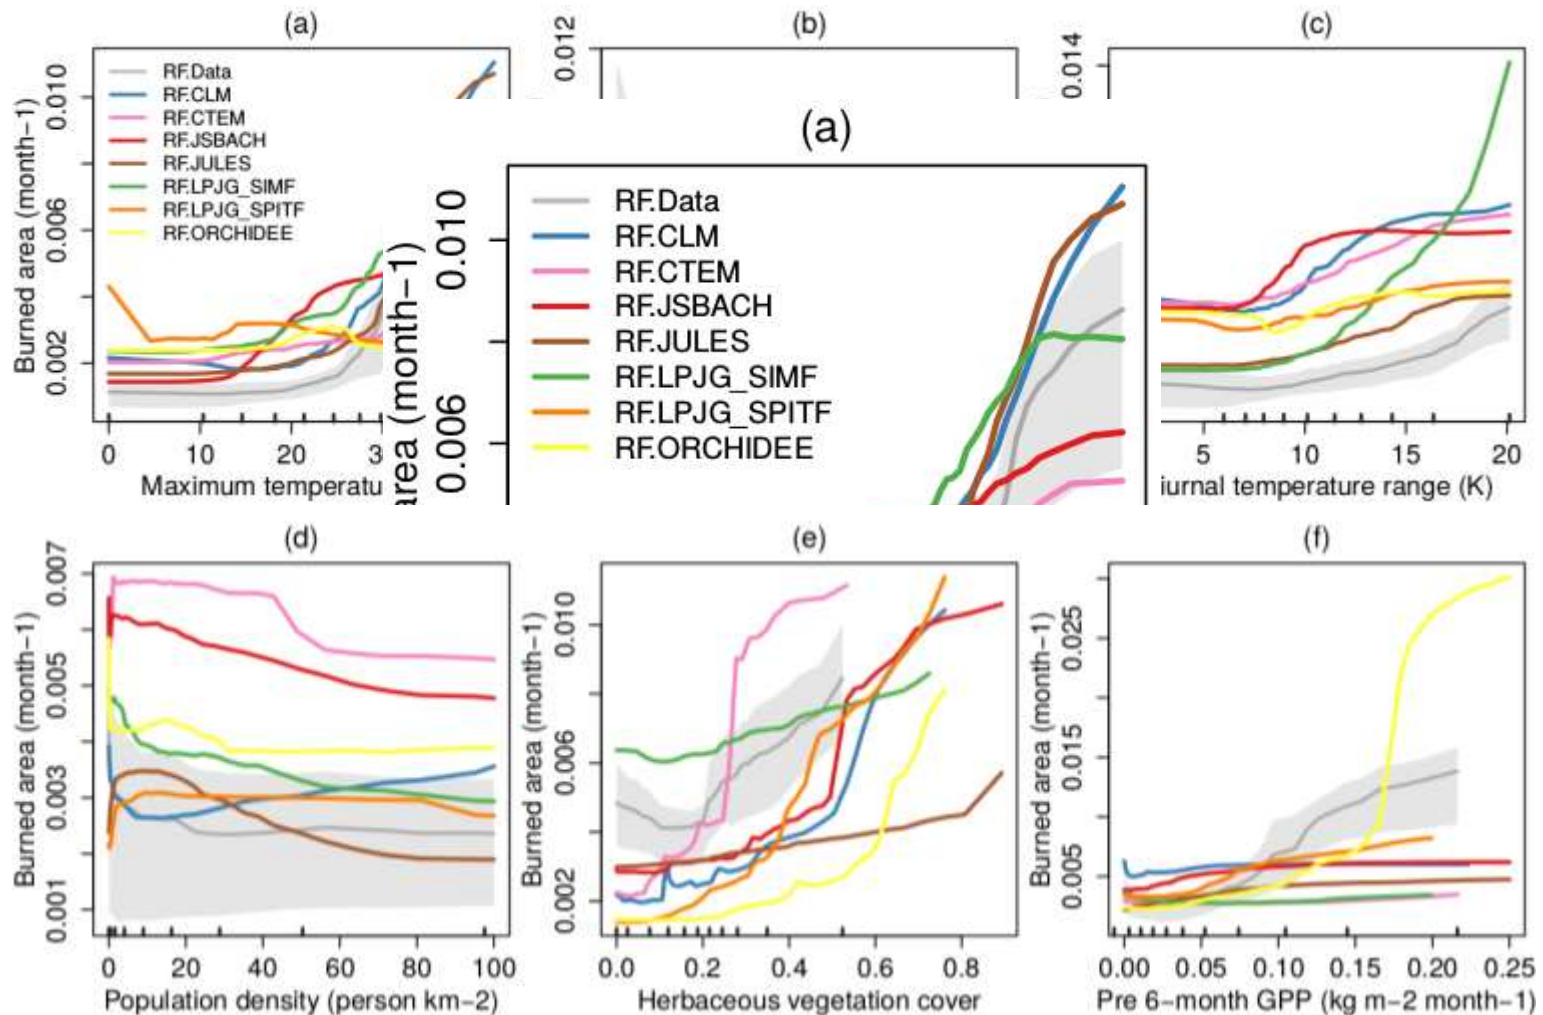 (a)
(b)
(c)
Burned area (month−1)
0.010
0.006
0.002
RF.Data
RF.CLM
RF.CTEM
RF.JSBACH
RF.JULES
RF.LPJG_SIMF
RF.LPJG_SPITF
RF.ORCHIDEE
0 10 20 3
Maximum temperatu
0.012
0.014
(a)
area (month−1)
0.010
0.006
RF.Data
RF.CLM
RF.CTEM
RF.JSBACH
RF.JULES
RF.LPJG_SIMF
RF.LPJG_SPITF
RF.ORCHIDEE
5 10 15 20
iurnal temperature range (K)
(d)
Burned area (month−1)
0.007
0.005
0.003
0.001
0 20 40 60 80 100
Population density (person km−2)
(e)
Burned area (month−1)
0.010
0.006
0.002
0.0 0.2 0.4 0.6 0.8
Herbaceous vegetation cover
(f)
Burned area (month−1)
0.025
0.015
0.005
0.00 0.05 0.10 0.15 0.20 0.25
Pre 6−month GPP (kg m−2 month−1)